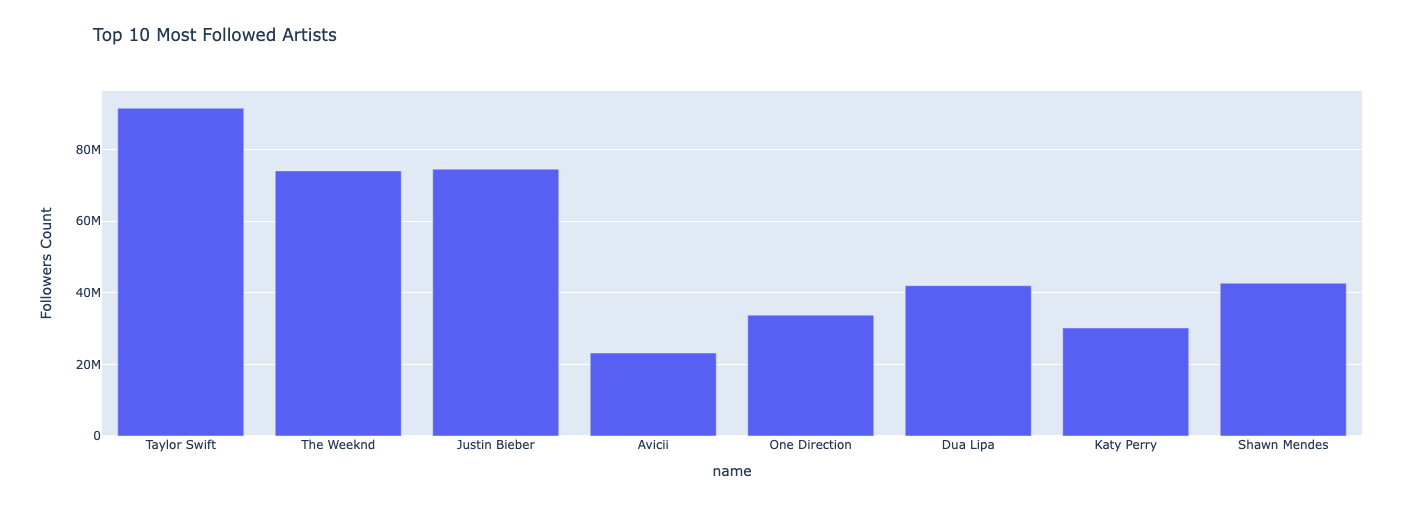 Top 10 Most Followed Artists
Followers Count
80M
60M
40M
20M
0
Taylor Swift
The Weeknd
Justin Bieber
Avicii
One Direction
Dua Lipa
Katy Perry
Shawn Mendes
name